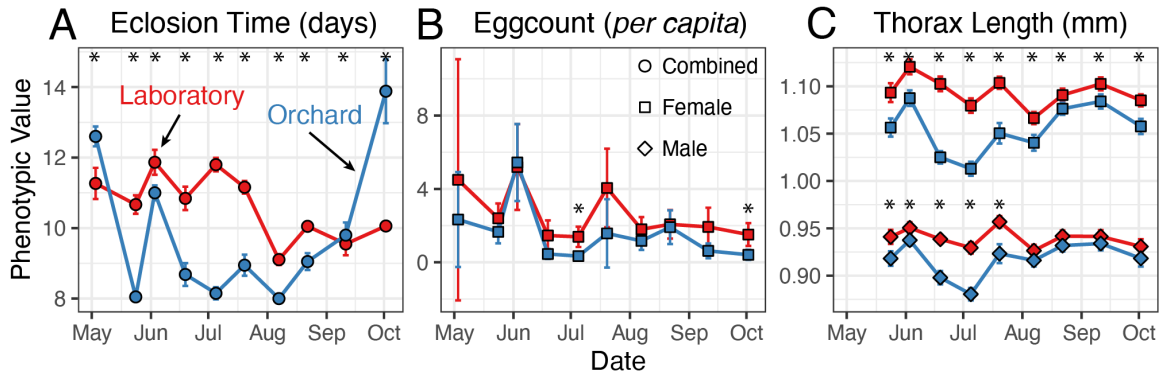 A Eclosion Time (days)
B Eggcount (per capita)
C Thorax Length (mm)
Phenotypic Value
14
12
10
8
* * * * * * * * * *
Laboratory
Orchard
May Jun Jul Aug Sep Oct
8
4
0
Combined
Female
Male
* *
May Jun Jul Aug Sep Oct
1.10
1.05
1.00
0.95
0.90
* * * * * * * * *
* * * * *
May Jun Jul Aug Sep Oct
Date